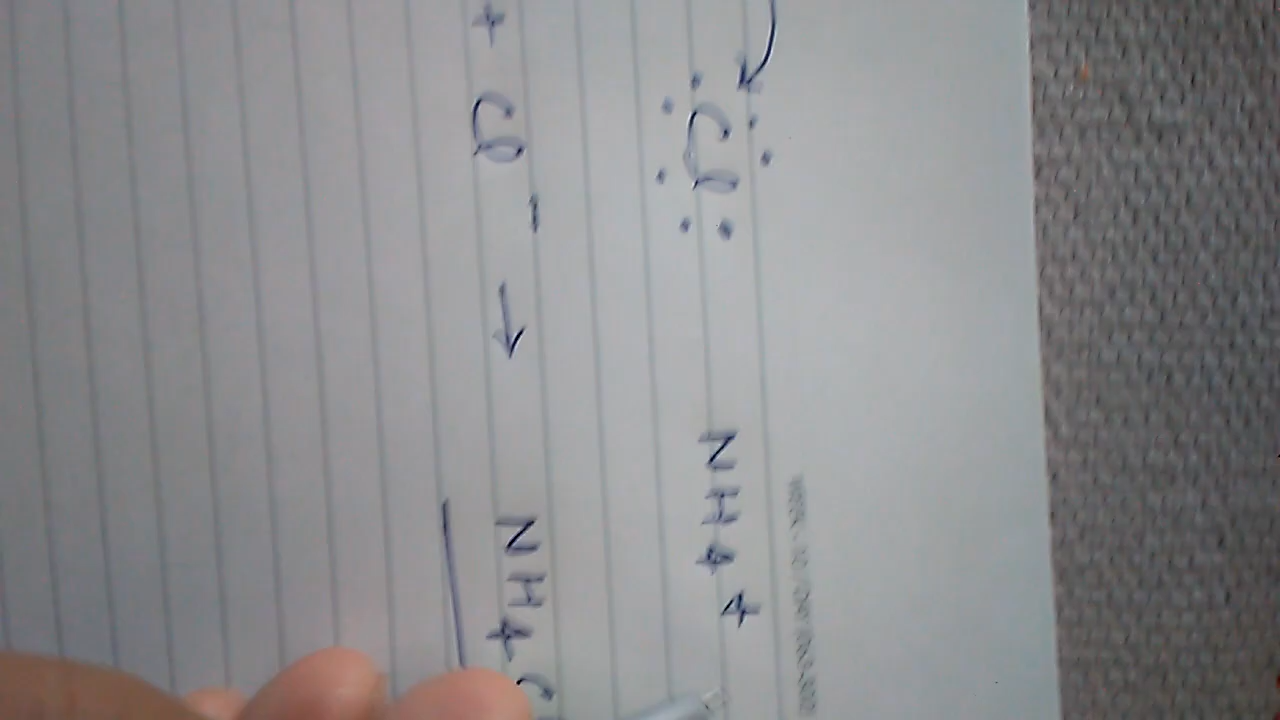 Cl NH4 +
+ Cl - → NH4 C